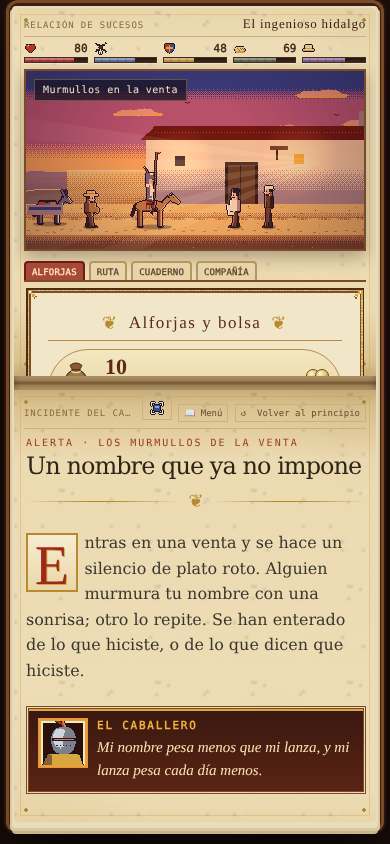 RELACIÓN DE SUCESOS
El ingenioso hidalgo
80
48
69
Murmullos en la venta
ALFORJAS
RUTA
CUADERNO
COMPAÑÍA
Alforjas y bolsa
10
INCIDENTE DEL CA…
Menú
Volver al principio
ALERTA · LOS MURMULLOS DE LA VENTA
Un nombre que ya no impone
Entras en una venta y se hace un
silencio de plato roto. Alguien
murmura tu nombre con una
sonrisa; otro lo repite. Se han enterado
de lo que hiciste, o de lo que dicen que
hiciste.
EL CABALLERO
Mi nombre pesa menos que mi lanza, y mi
lanza pesa cada día menos.